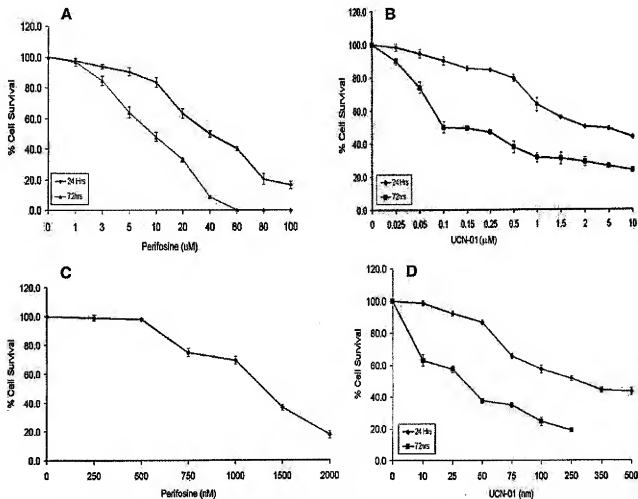 A
120.0
100.0
80.0
60.0
40.0
20.0
0.0
% Cell Survival
24 Hrs
72hrs
0 1 3 5 10 20 40 60 80 100
Perifosine (uM)
B
120.0
100.0
80.0
60.0
40.0
20.0
0.0
% Cell Survival
24Hrs
72hrs
0 0.025 0.05 0.1 0.15 0.25 0.5 1 1.5 2 5 10
UCN-01 (μM)
C
120.0
100.0
80.0
60.0
40.0
20.0
0.0
% Cell Survival
0 250 500 750 1000 1500 2000
Perifosine (nM)
D
120.0
100.0
80.0
60.0
40.0
20.0
0.0
% Cell Survival
24 Hrs
72hrs
0 10 25 50 75 100 250 350 500
UCN-01 (nm)